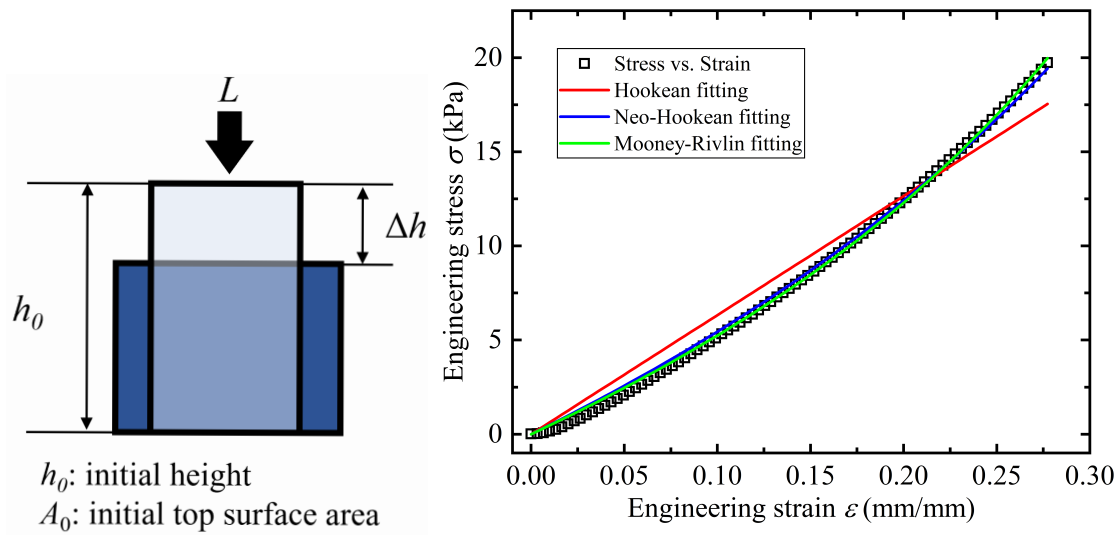 L
Δh
h₀
h₀: initial height
A₀: initial top surface area
Engineering stress σ (kPa)
20
15
10
5
0
Stress vs. Strain
Hookean fitting
Neo-Hookean fitting
Mooney-Rivlin fitting
0.00 0.05 0.10 0.15 0.20 0.25 0.30
Engineering strain ε (mm/mm)